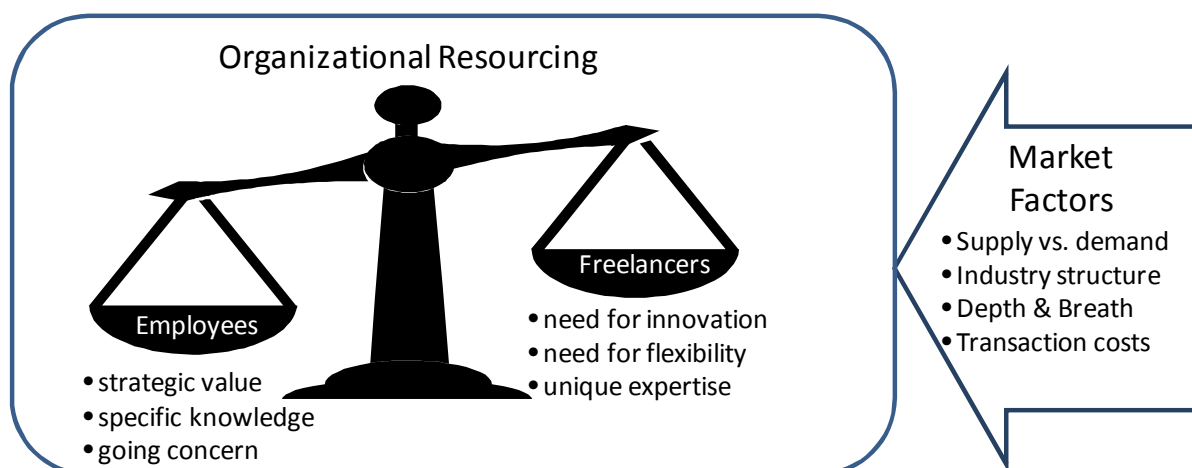 Organizational Resourcing
Employees
• strategic value
• specific knowledge
• going concern
Freelancers
• need for innovation
• need for flexibility
• unique expertise
Market
Factors
• Supply vs. demand
• Industry structure
• Depth & Breath
• Transaction costs